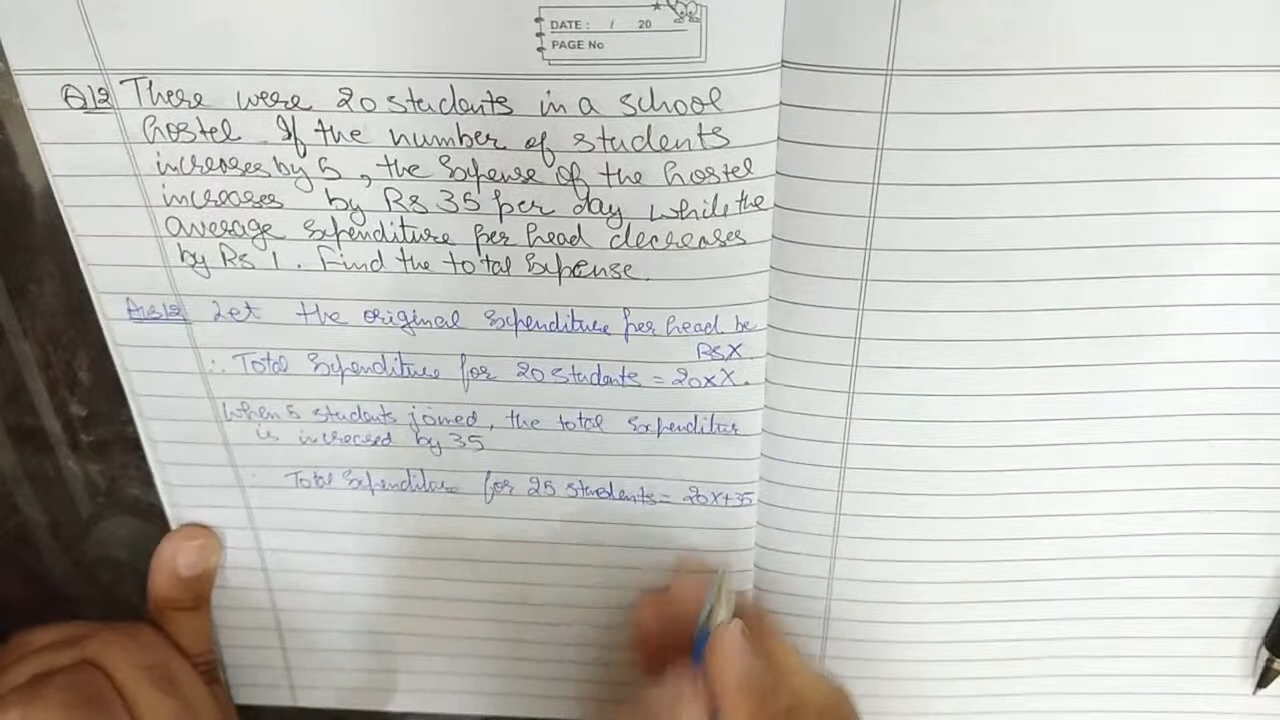 DATE : / 20
PAGE No
Q12 There were 20 students in a school
hostel. If the number of students
increases by 5, the expense of the hostel
increases by Rs 35 per day while the
average expenditure per head decreases
by Rs 1. Find the total expense.
Ans12 Let the original expenditure per head be
Rs X
∴ Total expenditure for 20 students = 20xX.
When 5 students joined, the total expenditure
is increased by 35
Total expenditure for 25 students = 20X+35